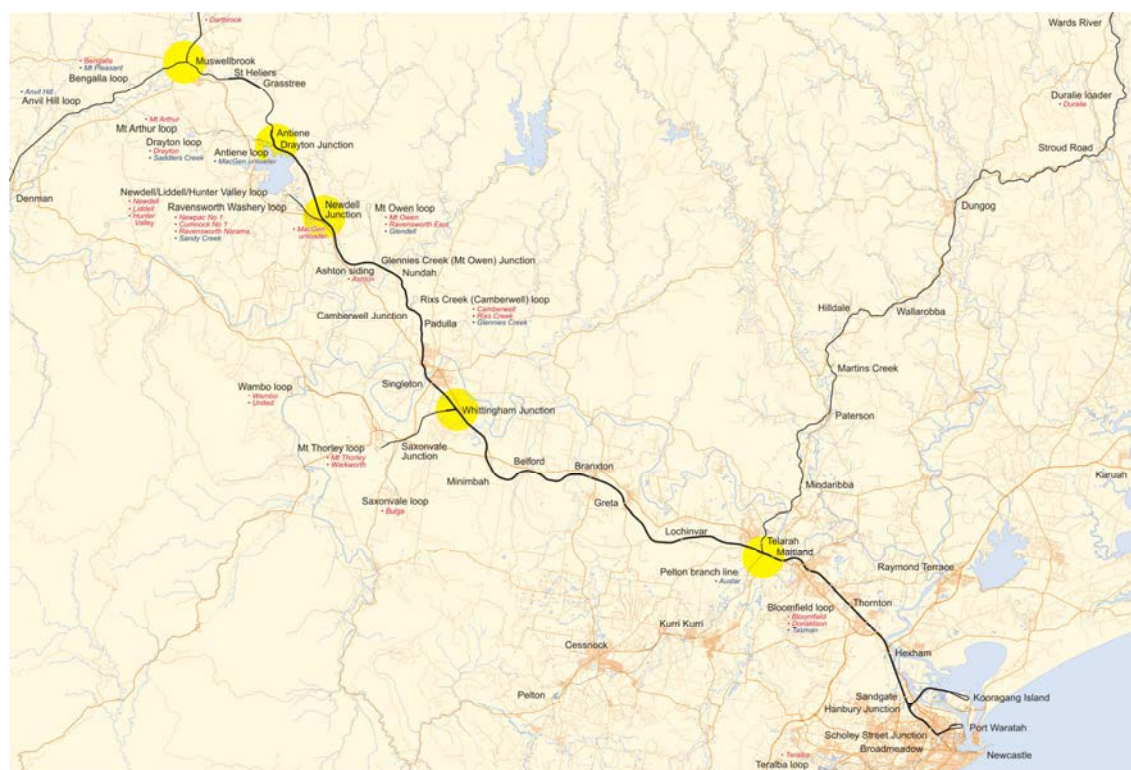 Dartbrook
Wards River
Muswellbrook
• Bengalla
• Mt Pleasant
Bengalla loop
St Heliers
Grasstree
• Anvil Hill
Anvil Hill loop
Duralie loader
• Duralie
• Mt Arthur
Mt Arthur loop
Antiene
Drayton Junction
Drayton loop
• Drayton
• Saddlers Creek
Antiene loop
• MacGen unloader
Stroud Road
Denman
Newdell/Liddell/Hunter Valley loop
• Newdell
• Liddell
• Hunter
Valley
Ravensworth Washery loop
• Newpac No 1
• Cumnock No 1
• Ravensworth Narama
• Sandy Creek
Newdell
Junction
• MacGen
unloader
Mt Owen loop
• Mt Owen
• Ravensworth East
• Glendell
Dungog
Glennies Creek (Mt Owen) Junction
Ashton siding
• Ashton
Nundah
Rixs Creek (Camberwell) loop
• Camberwell
• Rixs Creek
• Glennies Creek
Camberwell Junction
Padulla
Hilldale
Wallarobba
Martins Creek
Singleton
Wambo loop
• Wambo
• United
Whittingham Junction
Paterson
Mt Thorley loop
• Mt Thorley
• Warkworth
Saxonvale
Junction
Belford
Branxton
Minimbah
Mindaribba
Karuah
Saxonvale loop
• Bulga
Greta
Lochinvar
Telarah
Maitland
Pelton branch line
• Austar
Raymond Terrace
Bloomfield loop
• Bloomfield
• Donaldson
• Tasman
Thornton
Kurri Kurri
Cessnock
Hexham
Pelton
Sandgate
Hanbury Junction
Kooragang Island
Scholey Street Junction
Port Waratah
Broadmeadow
Newcastle
• Teralba
Teralba loop